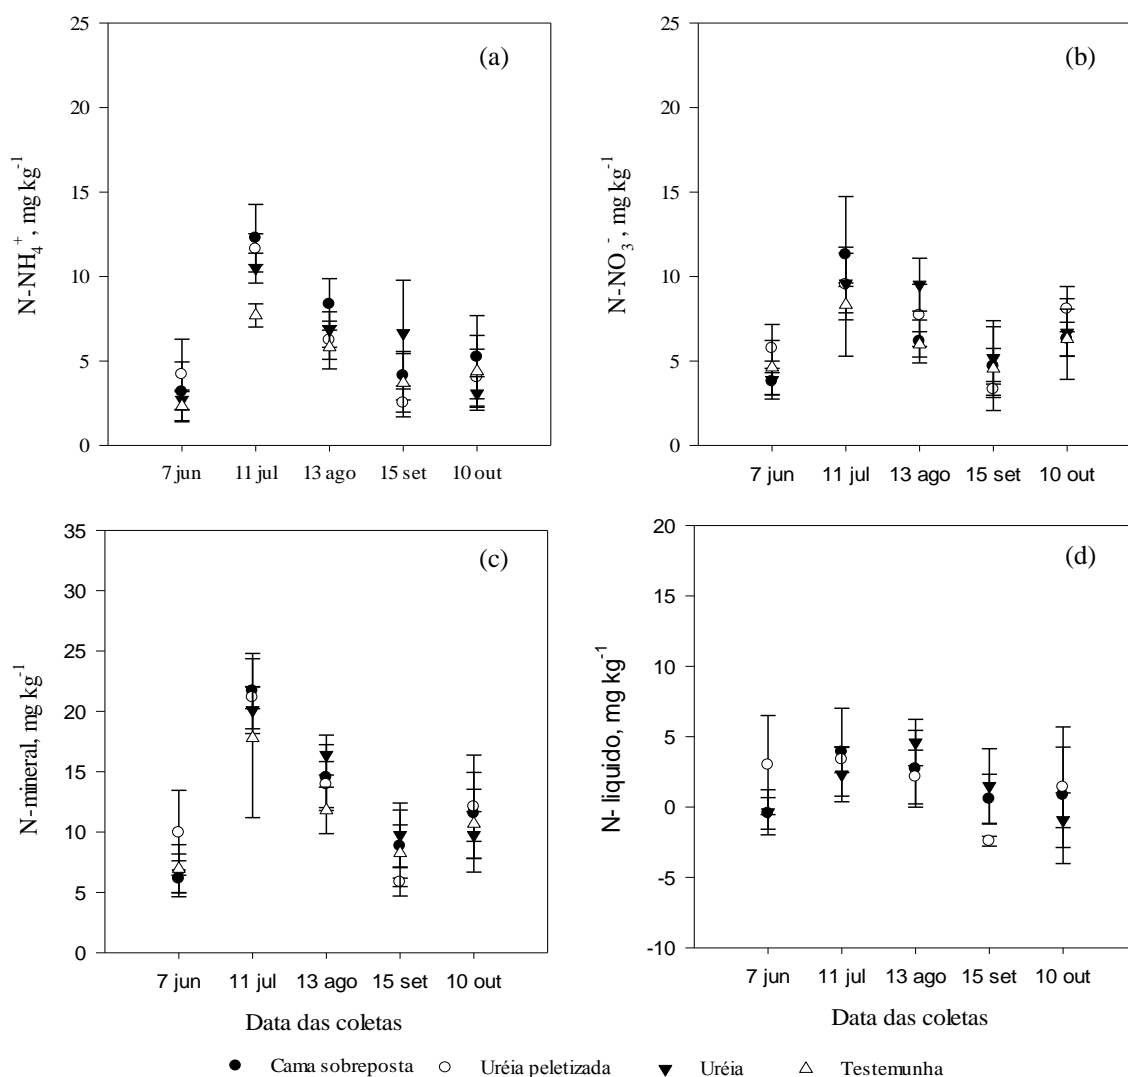 (a)
N-NH4+, mg kg-1
25
20
15
10
5
0
7 jun 11 jul 13 ago 15 set 10 out
(b)
N-NO3-, mg kg-1
25
20
15
10
5
0
7 jun 11 jul 13 ago 15 set 10 out
(c)
N-mineral, mg kg-1
35
30
25
20
15
10
5
0
7 jun 11 jul 13 ago 15 set 10 out
Data das coletas
(d)
N- liquido, mg kg-1
20
15
10
5
0
-5
-10
7 jun 11 jul 13 ago 15 set 10 out
Data das coletas
Cama sobreposta Uréia peletizada Uréia Testemunha